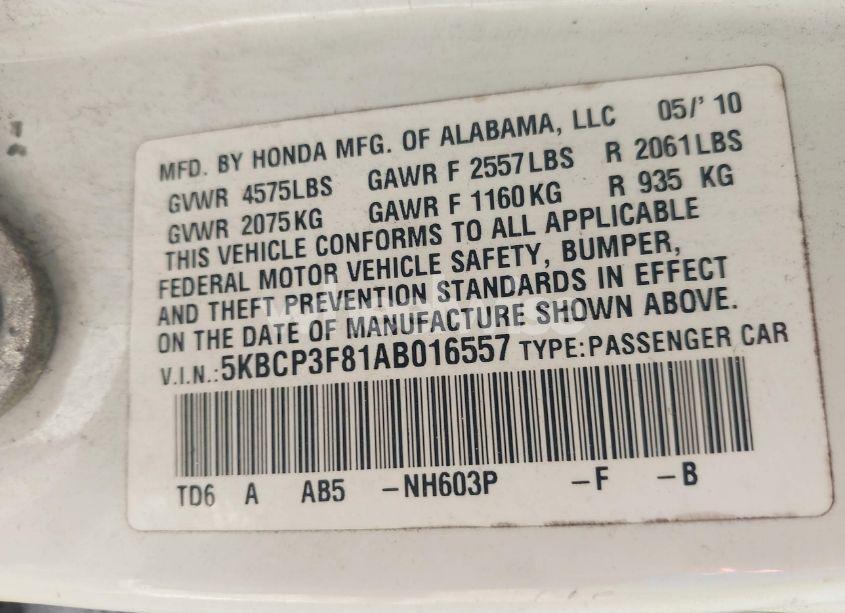 MFD. BY HONDA MFG. OF ALABAMA, LLC 05/'10
GVWR 4575LBS GAWR F 2557LBS R 2061LBS
GVWR 2075KG GAWR F 1160KG R 935 KG
THIS VEHICLE CONFORMS TO ALL APPLICABLE
FEDERAL MOTOR VEHICLE SAFETY, BUMPER,
AND THEFT PREVENTION STANDARDS IN EFFECT
ON THE DATE OF MANUFACTURE SHOWN ABOVE.
V.I.N.:5KBCP3F81AB016557 TYPE:PASSENGER CAR
TD6 A AB5 -NH603P -F -B